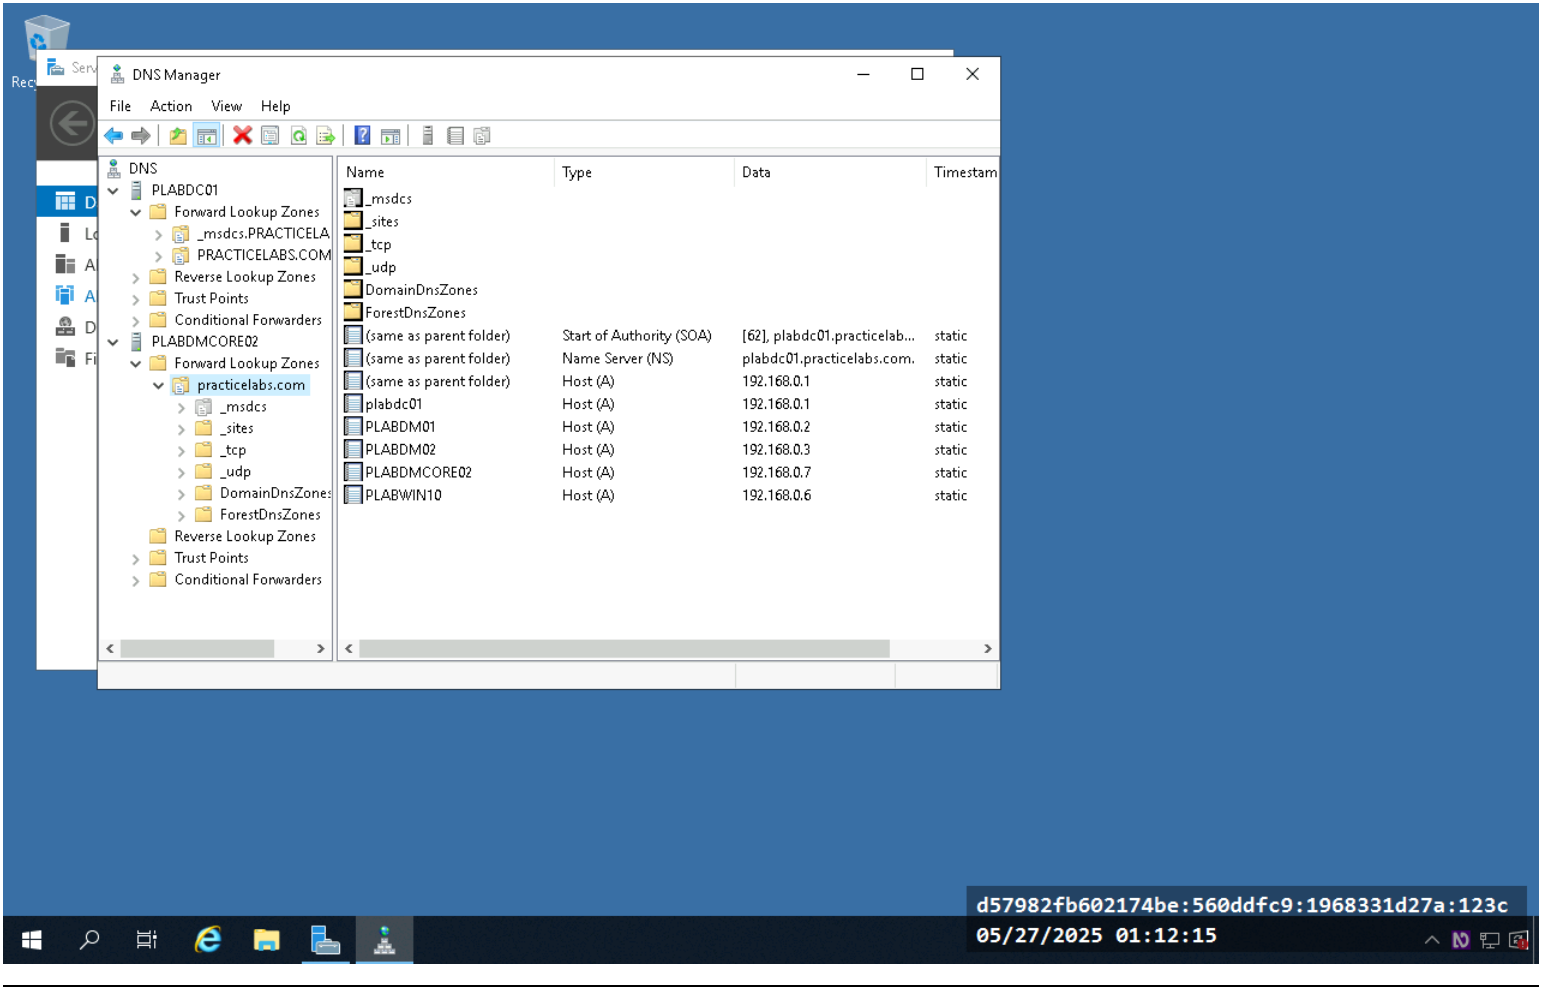 Recy
Serv
DNS Manager
File Action View Help
DNS
PLABDC01
Forward Lookup Zones
_msdcs.PRACTICELA
PRACTICELABS.COM
Reverse Lookup Zones
Trust Points
Conditional Forwarders
PLABDMCORE02
Forward Lookup Zones
practicelabs.com
_msdcs
_sites
_tcp
_udp
DomainDnsZones
ForestDnsZones
Reverse Lookup Zones
Trust Points
Conditional Forwarders
Name Type Data Timestam
_msdcs
_sites
_tcp
_udp
DomainDnsZones
ForestDnsZones
(same as parent folder) Start of Authority (SOA) [62], plabdc01.practicelab... static
(same as parent folder) Name Server (NS) plabdc01.practicelabs.com. static
(same as parent folder) Host (A) 192.168.0.1 static
plabdc01 Host (A) 192.168.0.1 static
PLABDM01 Host (A) 192.168.0.2 static
PLABDM02 Host (A) 192.168.0.3 static
PLABDMCORE02 Host (A) 192.168.0.7 static
PLABWIN10 Host (A) 192.168.0.6 static
d57982fb602174be:560ddfc9:1968331d27a:123c
05/27/2025 01:12:15